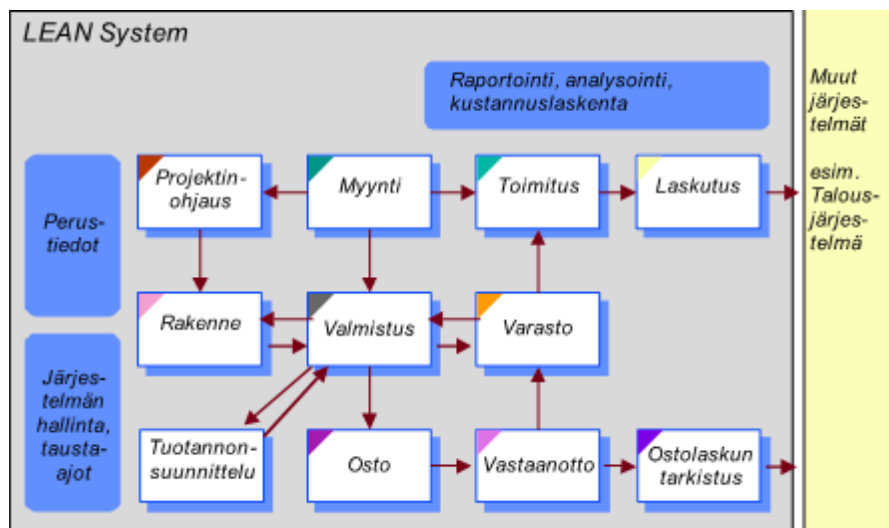 LEAN System
Raportointi, analysointi,
kustannuslaskenta
Muut
järjes-
telmät
esim.
Talous-
järjes-
telmä
Perus-
tiedot
Projektin-
ohjaus
Myynti
Toimitus
Laskutus
Rakenne
Valmistus
Varasto
Järjes-
telmän
hallinta,
tausta-
ajot
Tuotannon-
suunnittelu
Osto
Vastaanotto
Ostolaskun
tarkistus